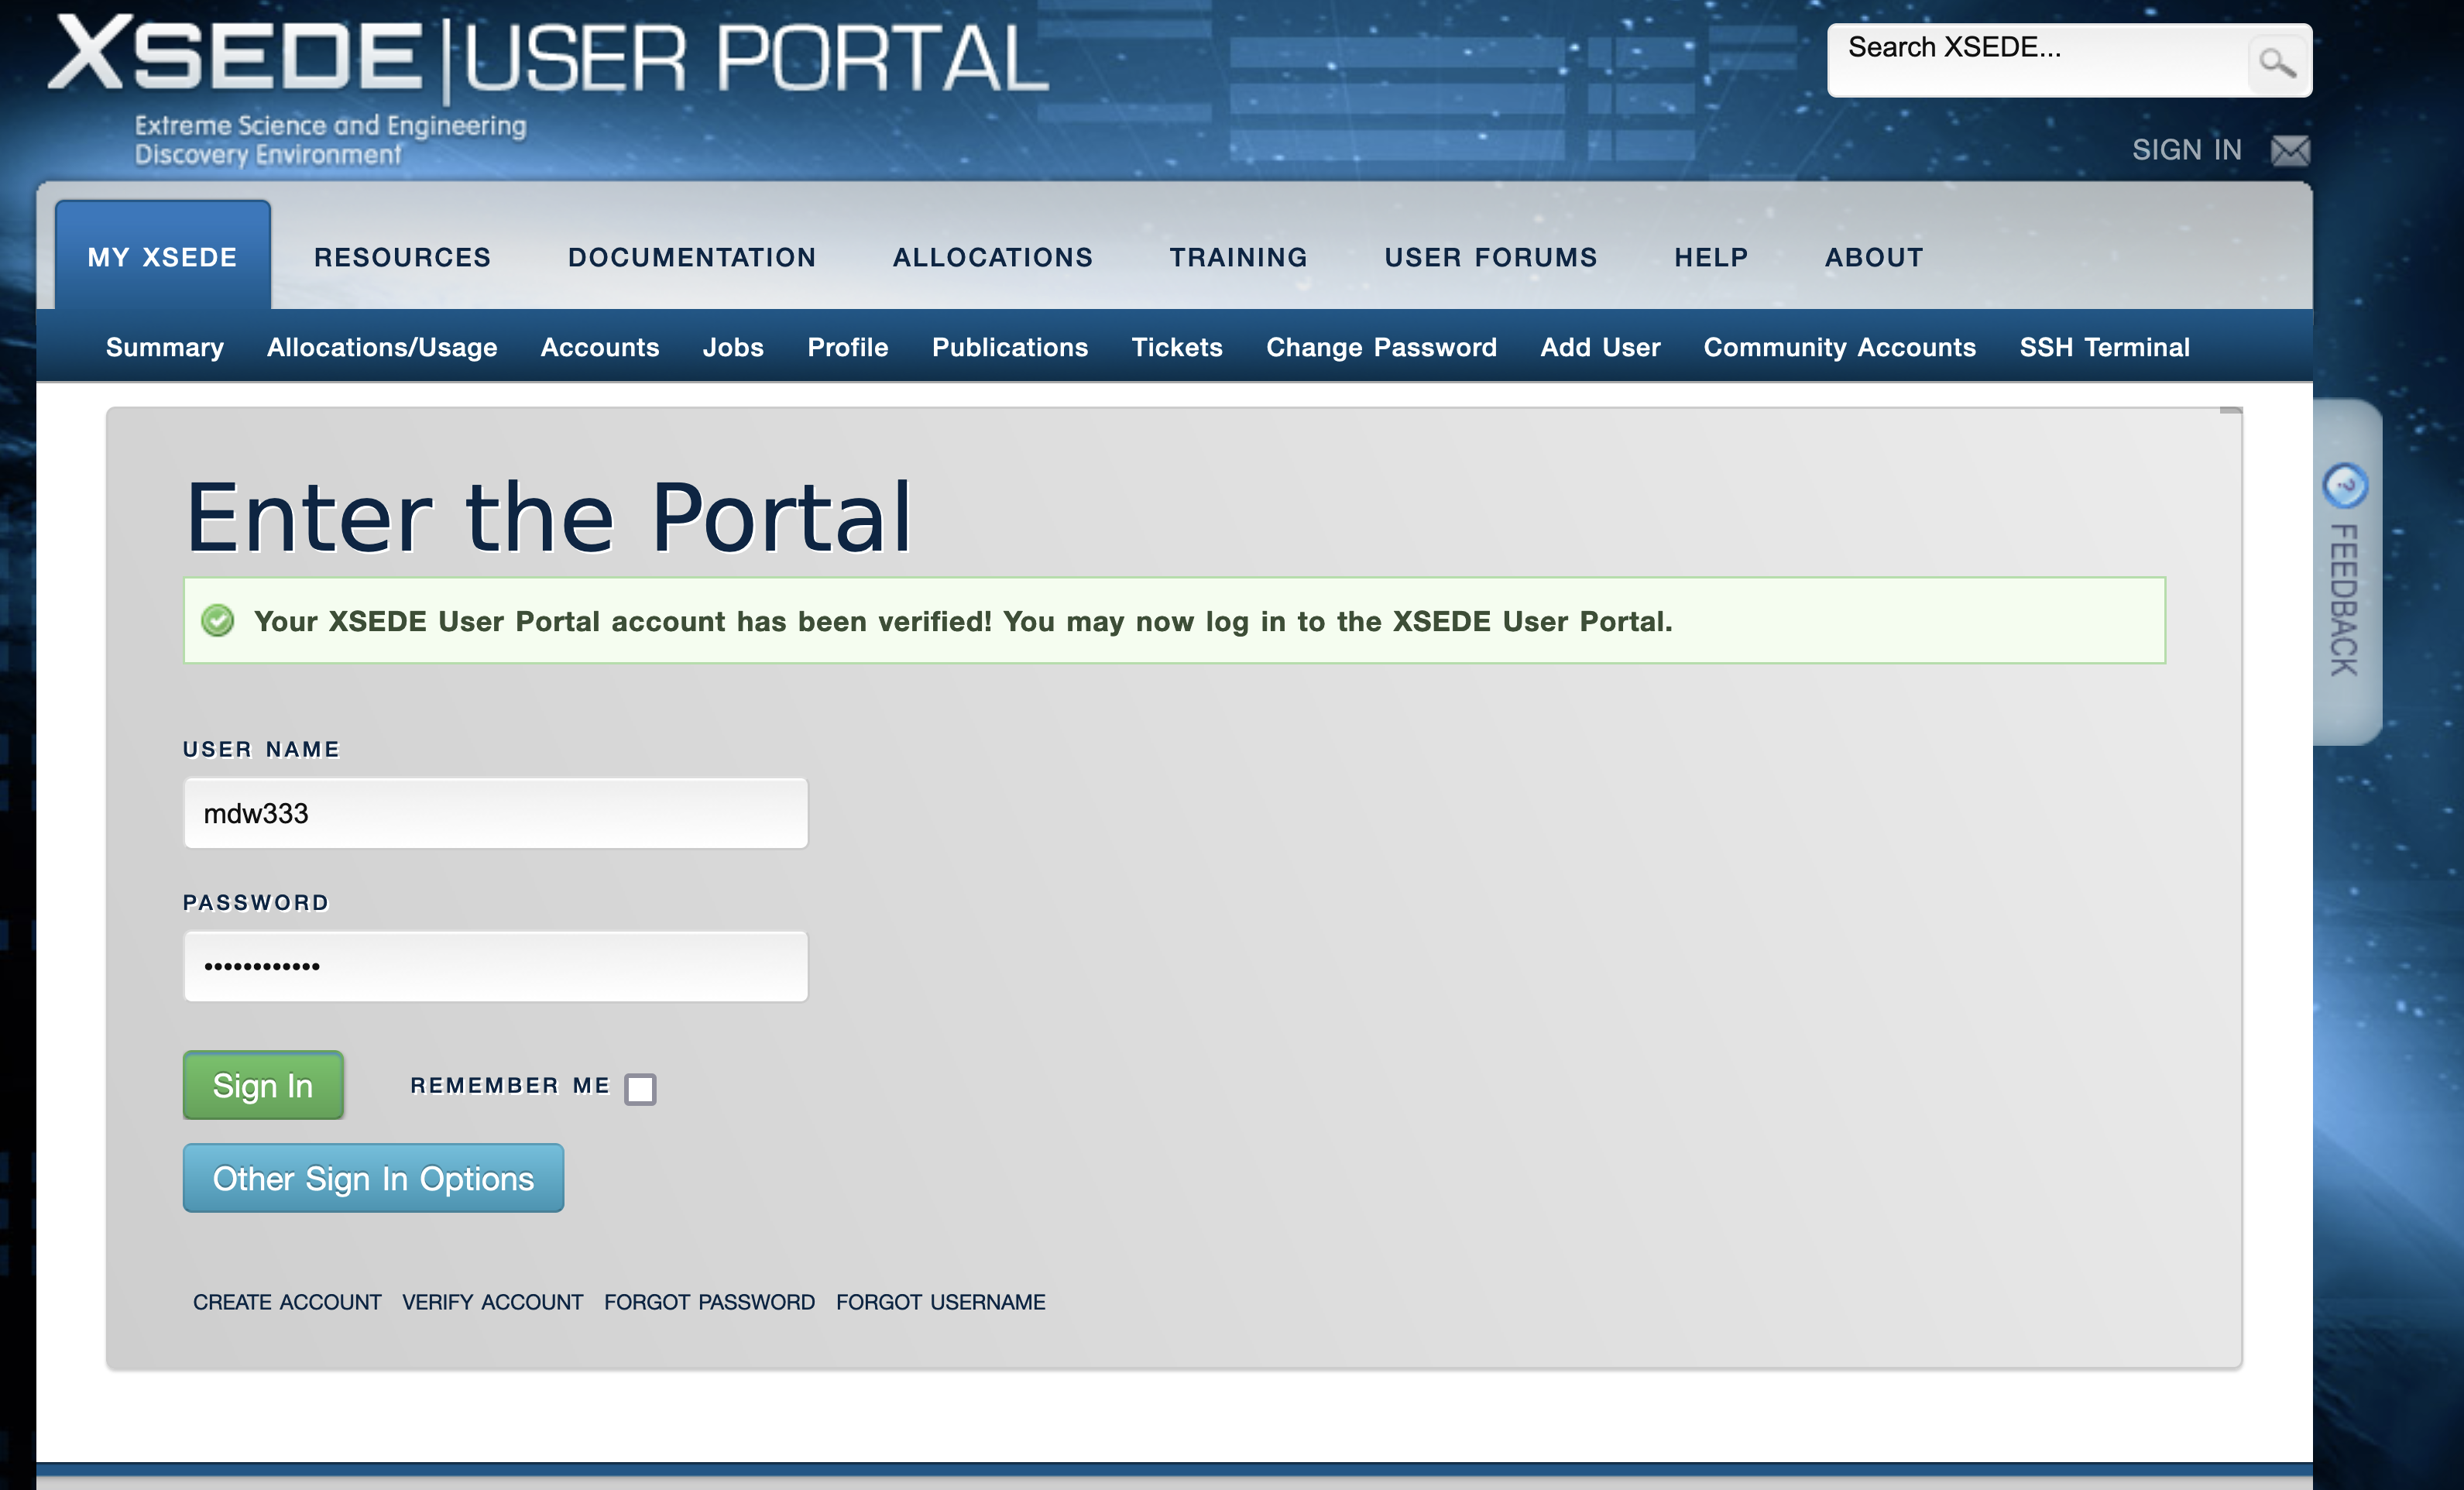 XSEDE | USER PORTAL
Extreme Science and Engineering
Discovery Environment
Search XSEDE...
SIGN IN
MY XSEDE RESOURCES DOCUMENTATION ALLOCATIONS TRAINING USER FORUMS HELP ABOUT
Summary Allocations/Usage Accounts Jobs Profile Publications Tickets Change Password Add User Community Accounts SSH Terminal
Enter the Portal
Your XSEDE User Portal account has been verified! You may now log in to the XSEDE User Portal.
USER NAME
mdw333
PASSWORD
••••••••••••
Sign In REMEMBER ME
Other Sign In Options
CREATE ACCOUNT VERIFY ACCOUNT FORGOT PASSWORD FORGOT USERNAME
? FEEDBACK